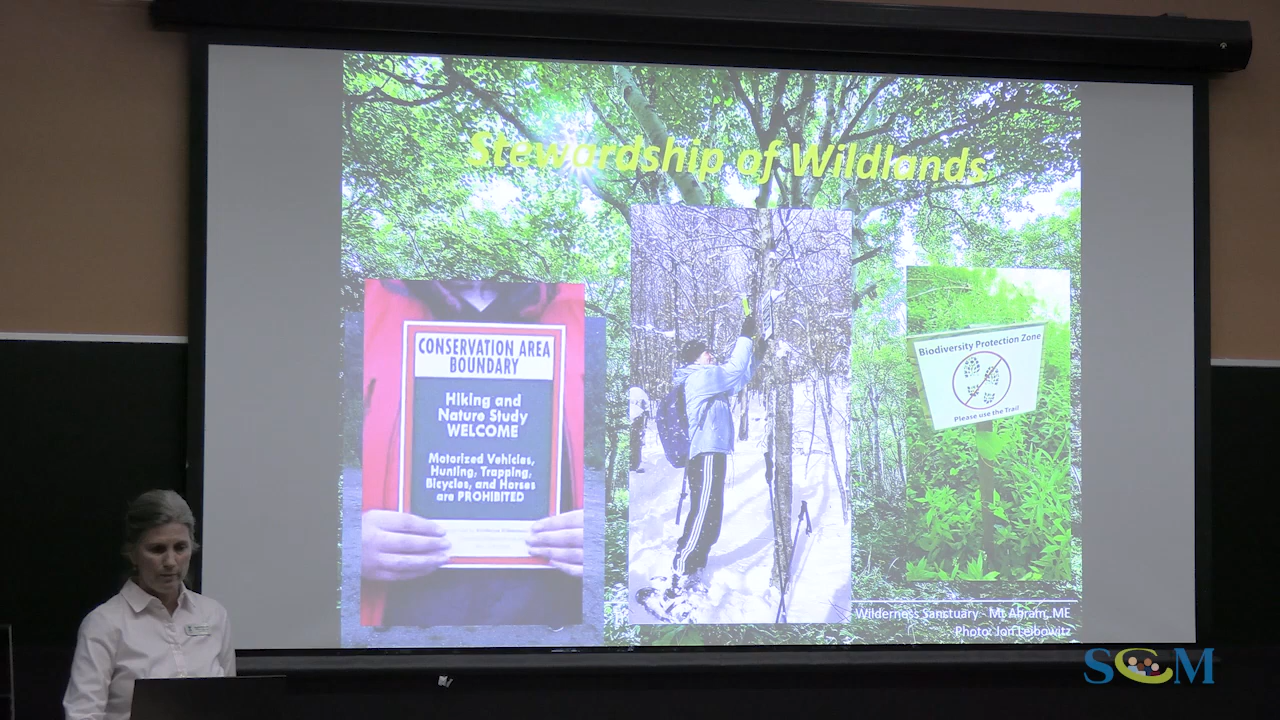 Stewardship of Wildlands
CONSERVATION AREA
BOUNDARY
Hiking and
Nature Study
WELCOME
Motorized Vehicles,
Hunting, Trapping,
Bicycles, and Horses
are PROHIBITED
Biodiversity Protection Zone
Please use the Trail
Wilderness Sanctuary - Mt Abram, ME
Photo: Jon Leibowitz
SCM